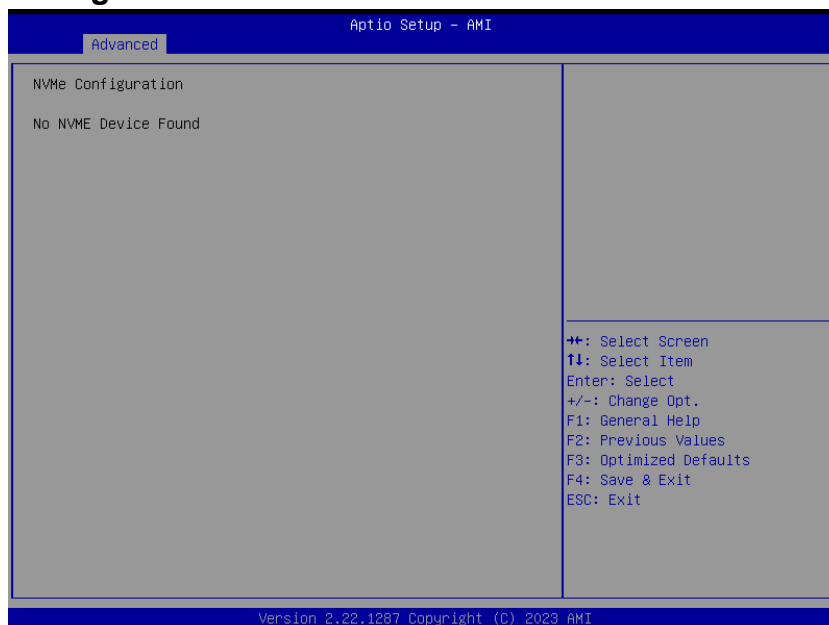 Aptio Setup – AMI
Advanced
NVMe Configuration
No NVME Device Found
→←: Select Screen
↑↓: Select Item
Enter: Select
+/-: Change Opt.
F1: General Help
F2: Previous Values
F3: Optimized Defaults
F4: Save & Exit
ESC: Exit
Version 2.22.1287 Copyright (C) 2023 AMI